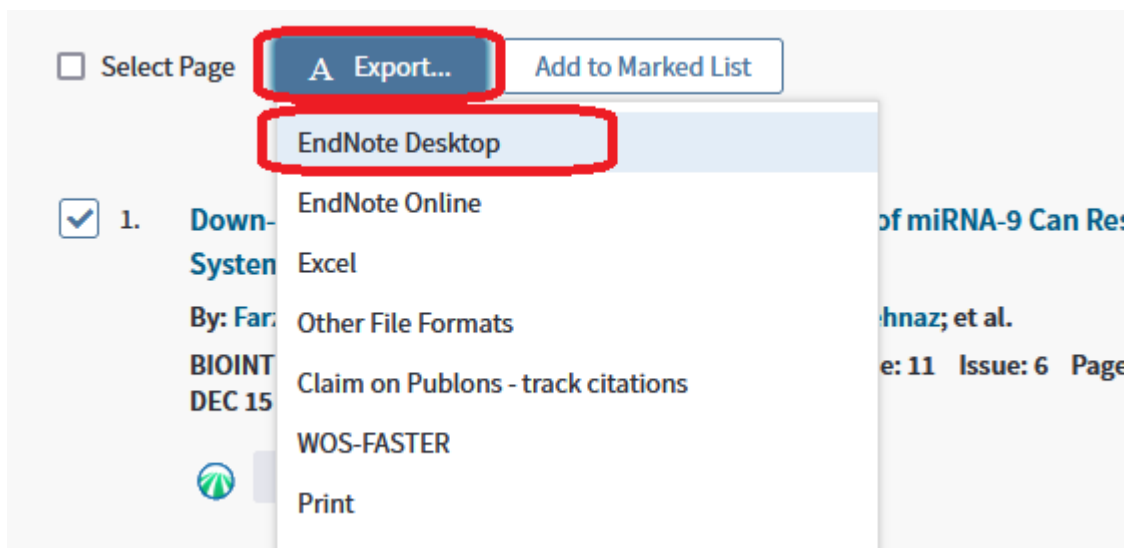 Select Page A Export... Add to Marked List
EndNote Desktop
EndNote Online
Excel
Other File Formats
Claim on Publons - track citations
WOS-FASTER
Print
1. Down- of miRNA-9 Can Res
System
By: Far ehnaz; et al.
BIOINT e: 11 Issue: 6 Page
DEC 15